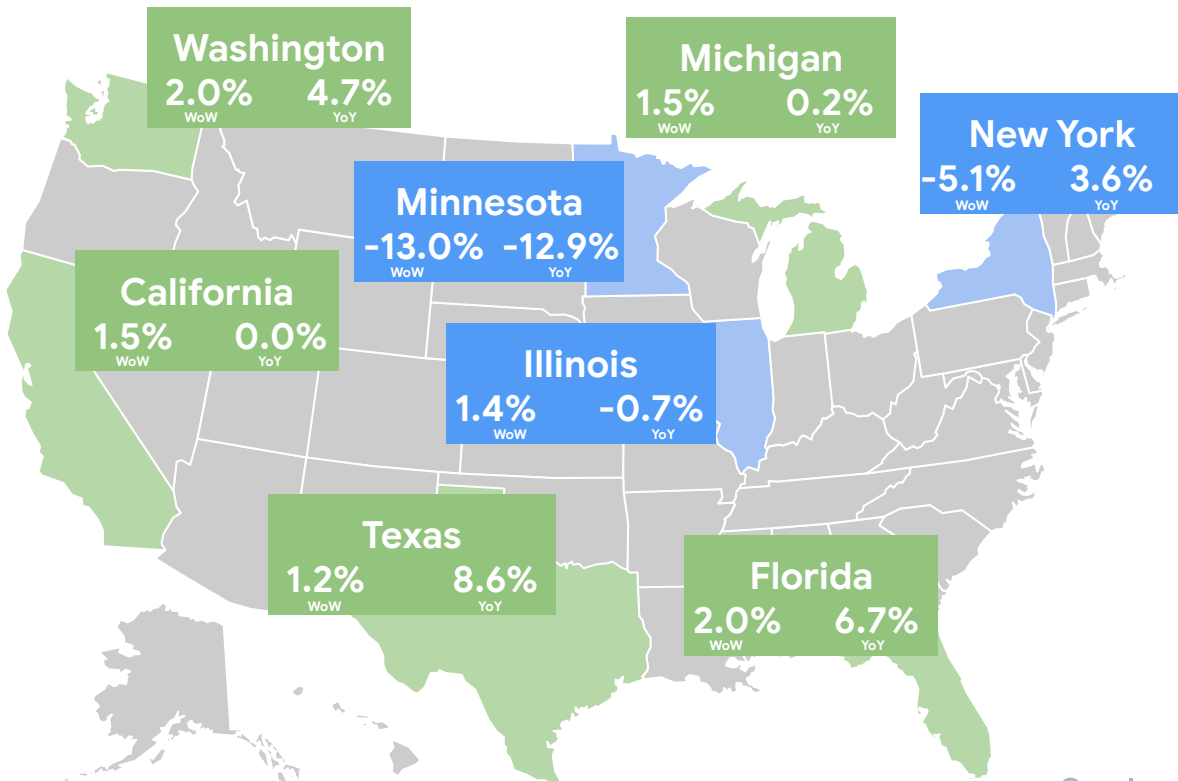 Washington
2.0% 4.7%
WoW YoY
Michigan
1.5% 0.2%
WoW YoY
New York
-5.1% 3.6%
WoW YoY
Minnesota
-13.0% -12.9%
WoW YoY
California
1.5% 0.0%
WoW YoY
Illinois
1.4% -0.7%
WoW YoY
Texas
1.2% 8.6%
WoW YoY
Florida
2.0% 6.7%
WoW YoY